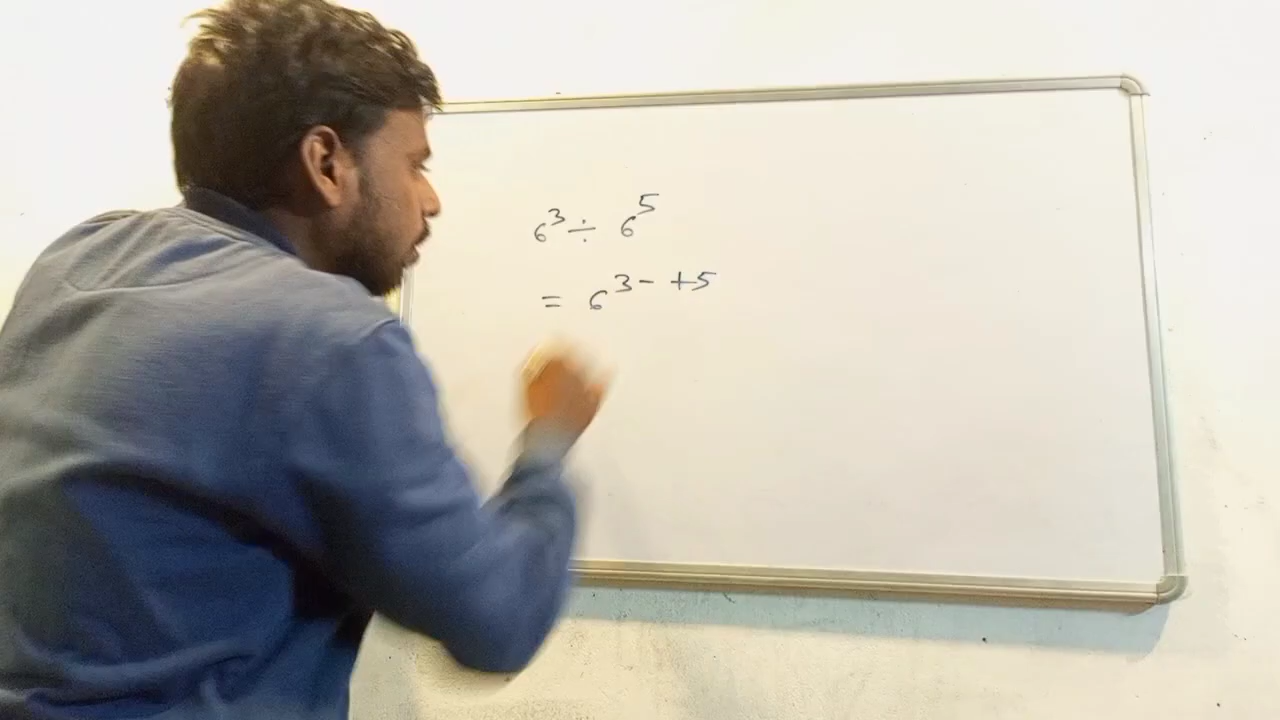 6³ ÷ 6⁵
= 6³⁻ ⁺⁵